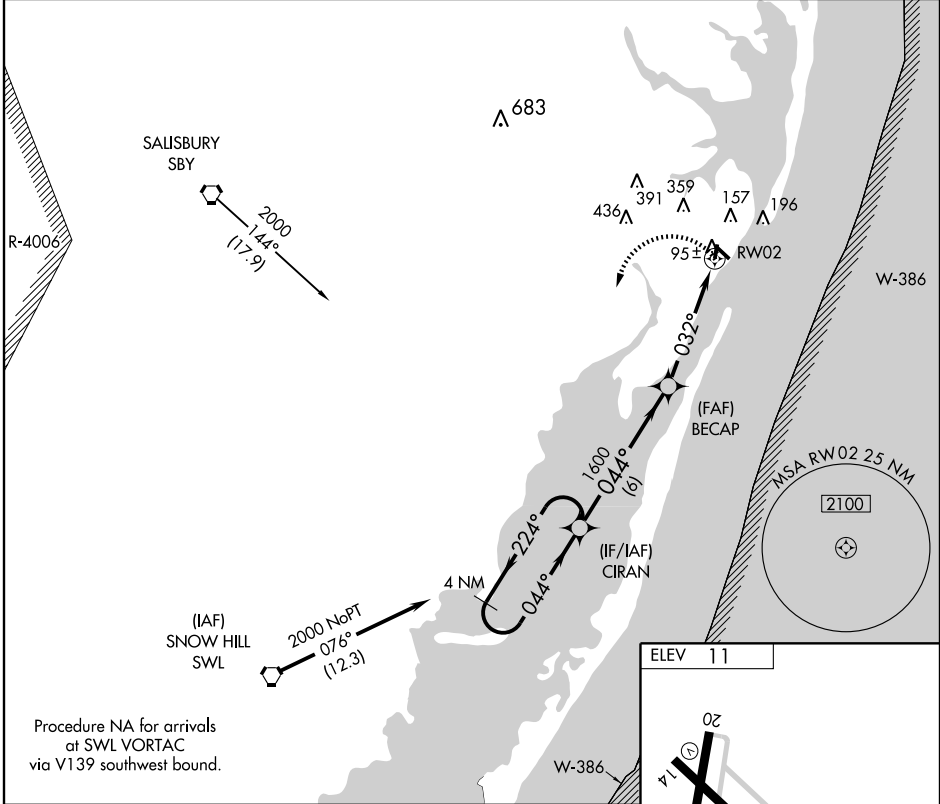 683
SALISBURY
SBY
2000
144°
(17.9)
R-4006
391
359
436
157
196
95±
RW02
W-386
032°
(FAF)
BECAP
1600
044°
(6)
MSA RW02 25 NM
2100
224°
044°
4 NM
(IF/IAF)
CIRAN
(IAF)
SNOW HILL
SWL
2000 NoPT
076°
(12.3)
Procedure NA for arrivals
at SWL VORTAC
via V139 southwest bound.
W-386
ELEV 11
20
V
14